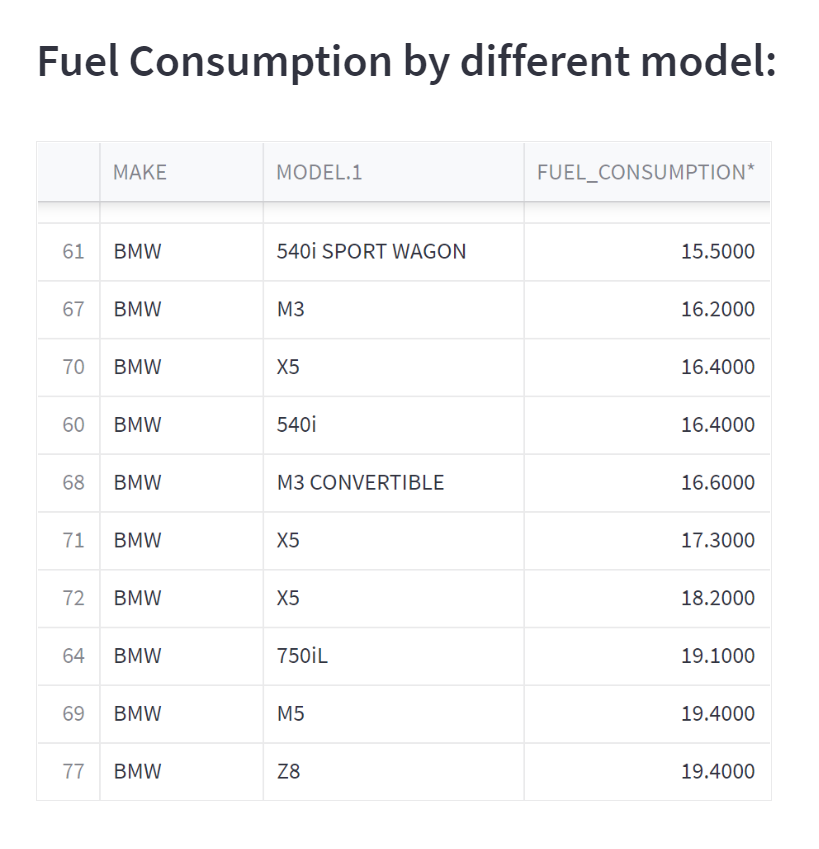 Fuel Consumption by different model:
MAKE MODEL.1 FUEL_CONSUMPTION*
61 BMW 540i SPORT WAGON 15.5000
67 BMW M3 16.2000
70 BMW X5 16.4000
60 BMW 540i 16.4000
68 BMW M3 CONVERTIBLE 16.6000
71 BMW X5 17.3000
72 BMW X5 18.2000
64 BMW 750iL 19.1000
69 BMW M5 19.4000
77 BMW Z8 19.4000